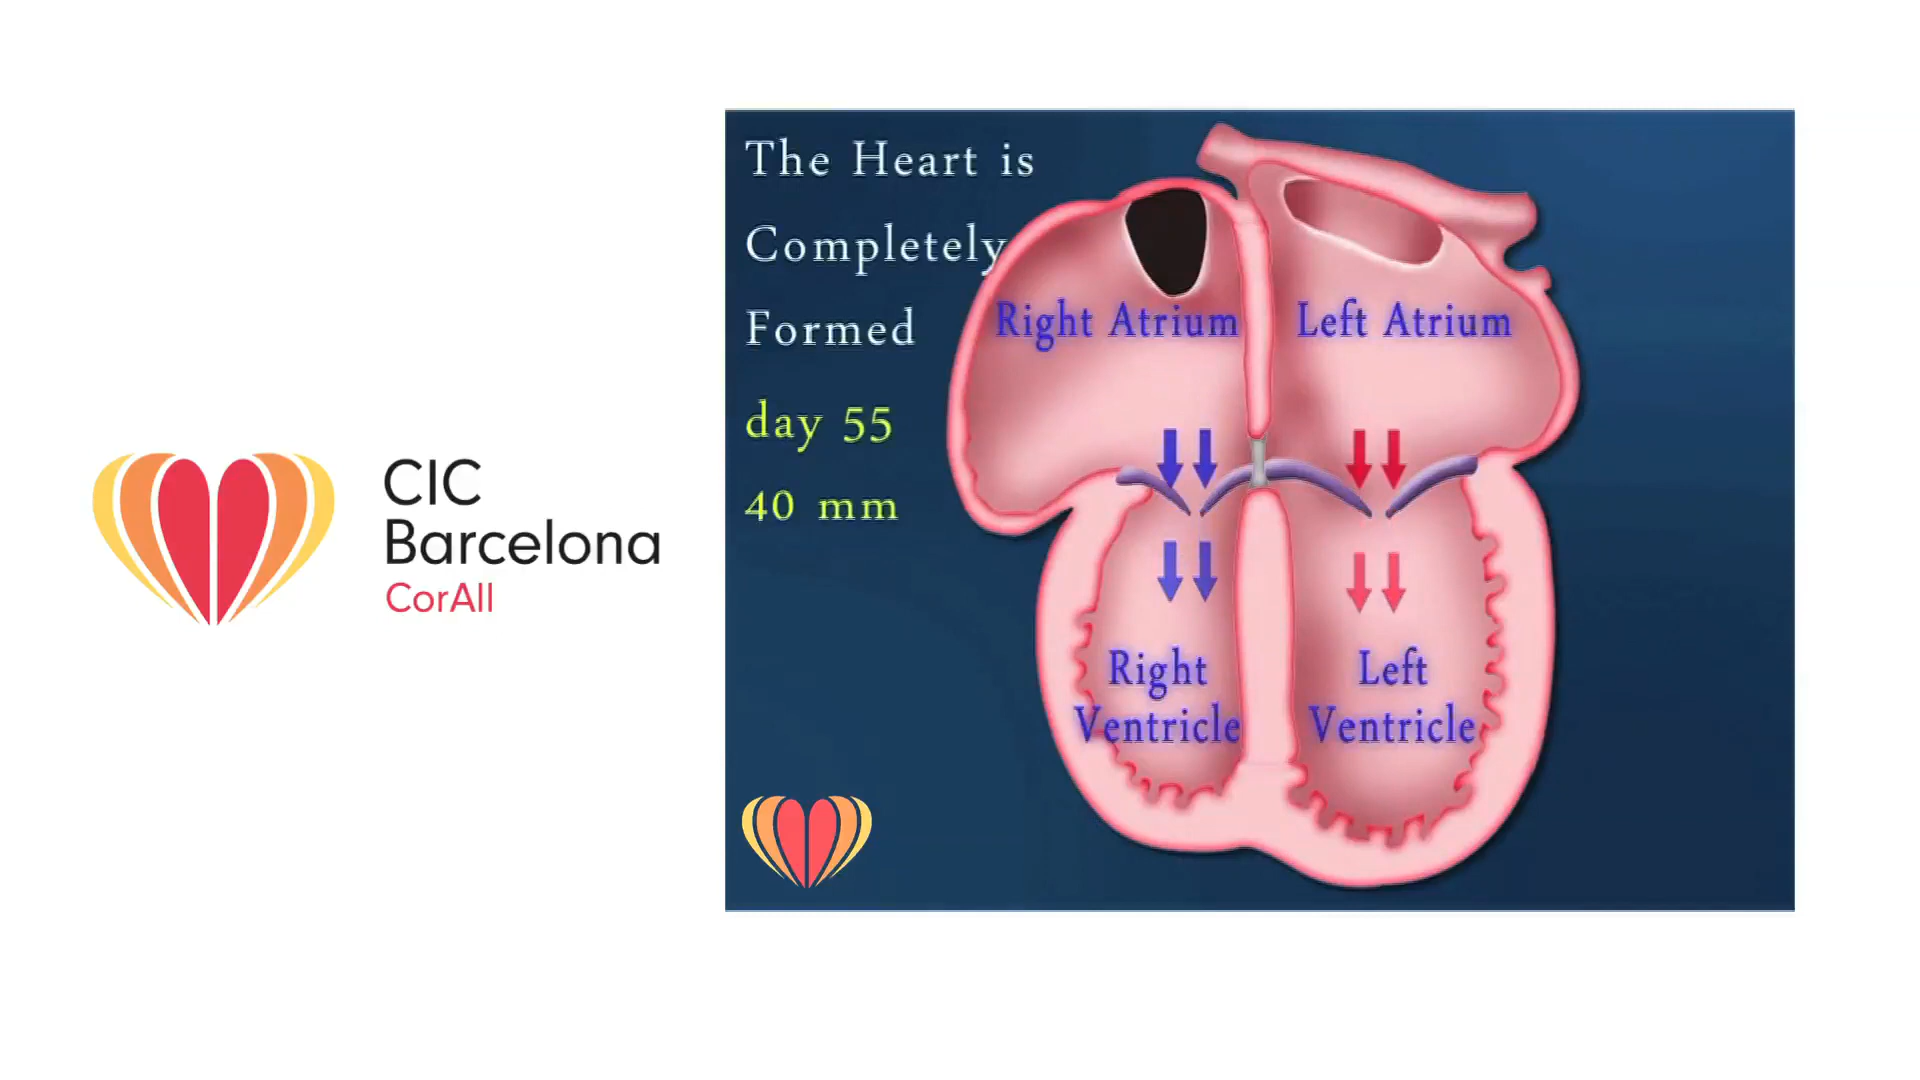 CIC
Barcelona
CorAll
The Heart is
Completely
Formed
day 55
40 mm
Right Atrium
Left Atrium
Right
Ventricle
Left
Ventricle